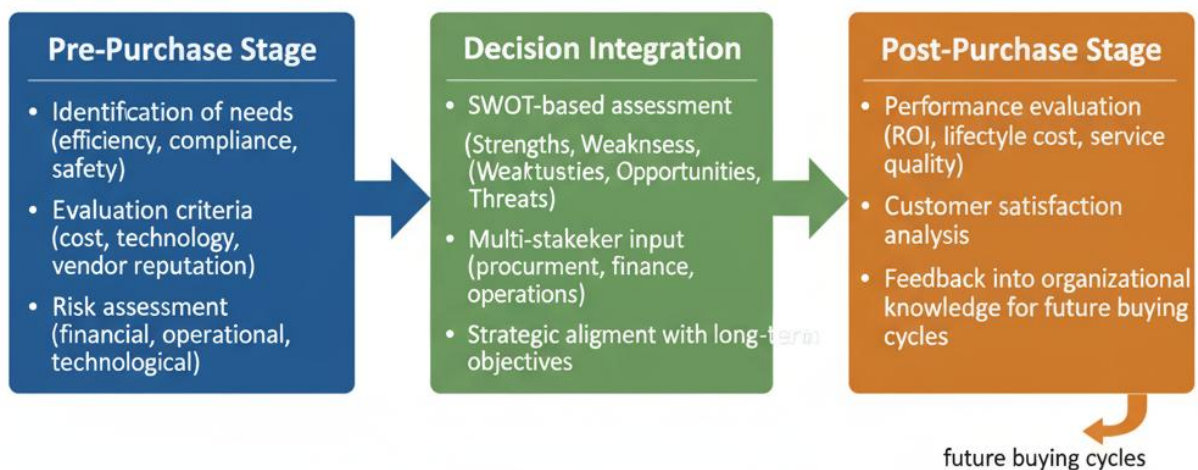 Pre-Purchase Stage
• Identification of needs
(efficiency, compliance,
safety)
• Evaluation criteria
(cost, technology,
vendor reputation)
• Risk assessment
(financial, operational,
technological)
Decision Integration
• SWOT-based assessment
(Strengths, Weaknsess,
(Weaktusties, Opportunities,
Threats)
• Multi-stakeker input
(procurment, finance,
operations)
• Strategic aligment with long-term
objectives
Post-Purchase Stage
• Performance evaluation
(ROI, lifectyle cost, service
quality)
• Customer satisfaction
analysis
• Feedback into organizational
knowledge for future buying
cycles
future buying cycles